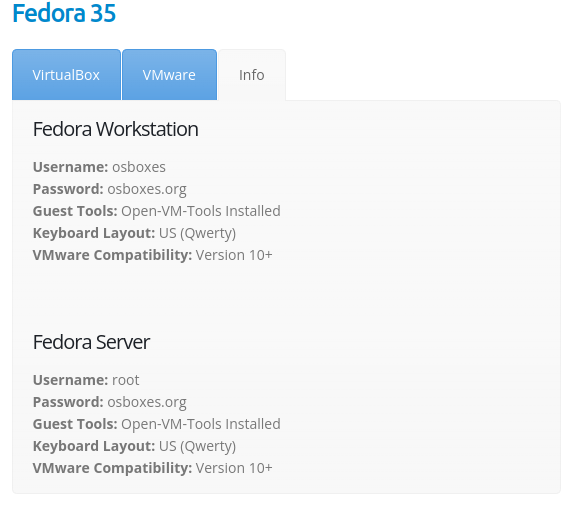 Fedora 35
VirtualBox VMware Info
Fedora Workstation
Username: osboxes
Password: osboxes.org
Guest Tools: Open-VM-Tools Installed
Keyboard Layout: US (Qwerty)
VMware Compatibility: Version 10+
Fedora Server
Username: root
Password: osboxes.org
Guest Tools: Open-VM-Tools Installed
Keyboard Layout: US (Qwerty)
VMware Compatibility: Version 10+